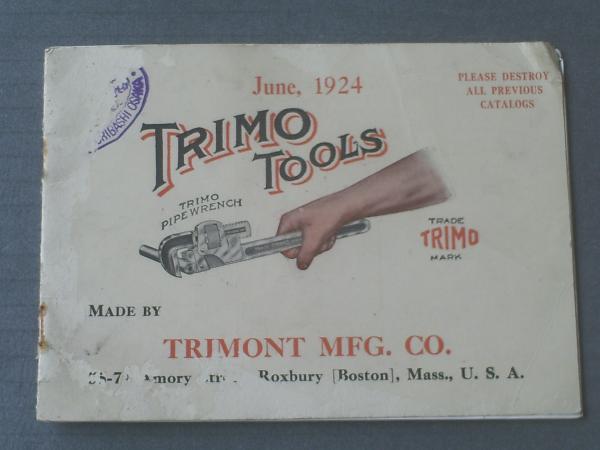 June, 1924
PLEASE DESTROY
ALL PREVIOUS
CATALOGS
TRIMO
TOOLS
TRIMO
PIPE WRENCH
TRADE
TRIMO
MARK
MADE BY
TRIMONT MFG. CO.
Amory Roxbury [Boston], Mass., U. S. A.
OSAKA